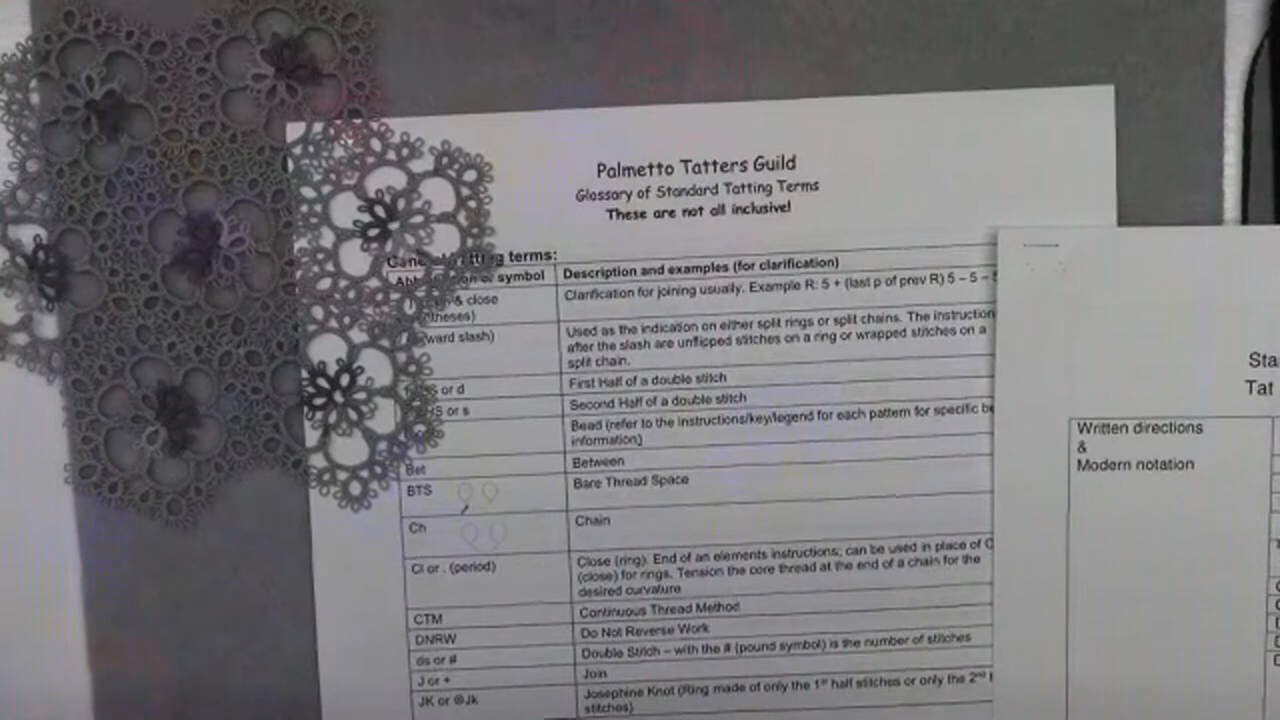 Palmetto Tatters Guild
Glossary of Standard Tatting Terms
These are not all inclusive!
terms:
symbol
Description and examples (for clarification)
& close
Clarification for joining usually. Example R: 5 + (last p of prev R) 5 – 5 –
slash)
Used as the indication on either split rings or split chains. The instruction
after the slash are unflipped stitches on a ring or wrapped stitches on a
split chain.
or d
First Half of a double stitch
or s
Second Half of a double stitch
Bead (refer to the instructions/key/legend for each pattern for specific
information)
Bet
Between
BTS
Bare Thread Space
Ch
Chain
Cl or . (period)
Close (ring). End of an elements instructions; can be used in place of
(close) for rings. Tension the core thread at the end of a chain for the
desired curvature
CTM
Continuous Thread Method
DNRW
Do Not Reverse Work
ds or #
Double Stitch – with the # (pound symbol) is the number of stitches
J or +
Join
JK or ⊗Jk
Josephine Knot (Ring made of only the 1st half stitches or only the 2nd
stitches)
Sta
Tat
Written directions
&
Modern notation